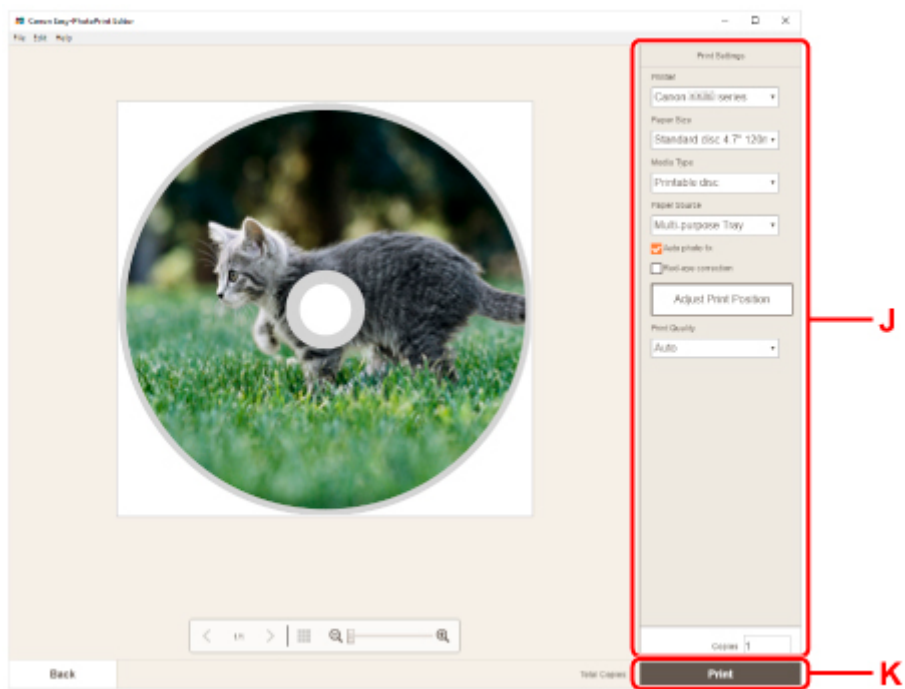 Canon Easy-PhotoPrint Editor
File Edit Help
Print Settings
Printer
Canon series
Paper Size
Standard disc 4.7" 120m
Media Type
Printable disc
Paper Source
Multi-purpose Tray
Auto photo fix
Red-eye correction
Adjust Print Position
Print Quality
Auto
J
1/1
Copies 1
Back
Total Copies
Print
K